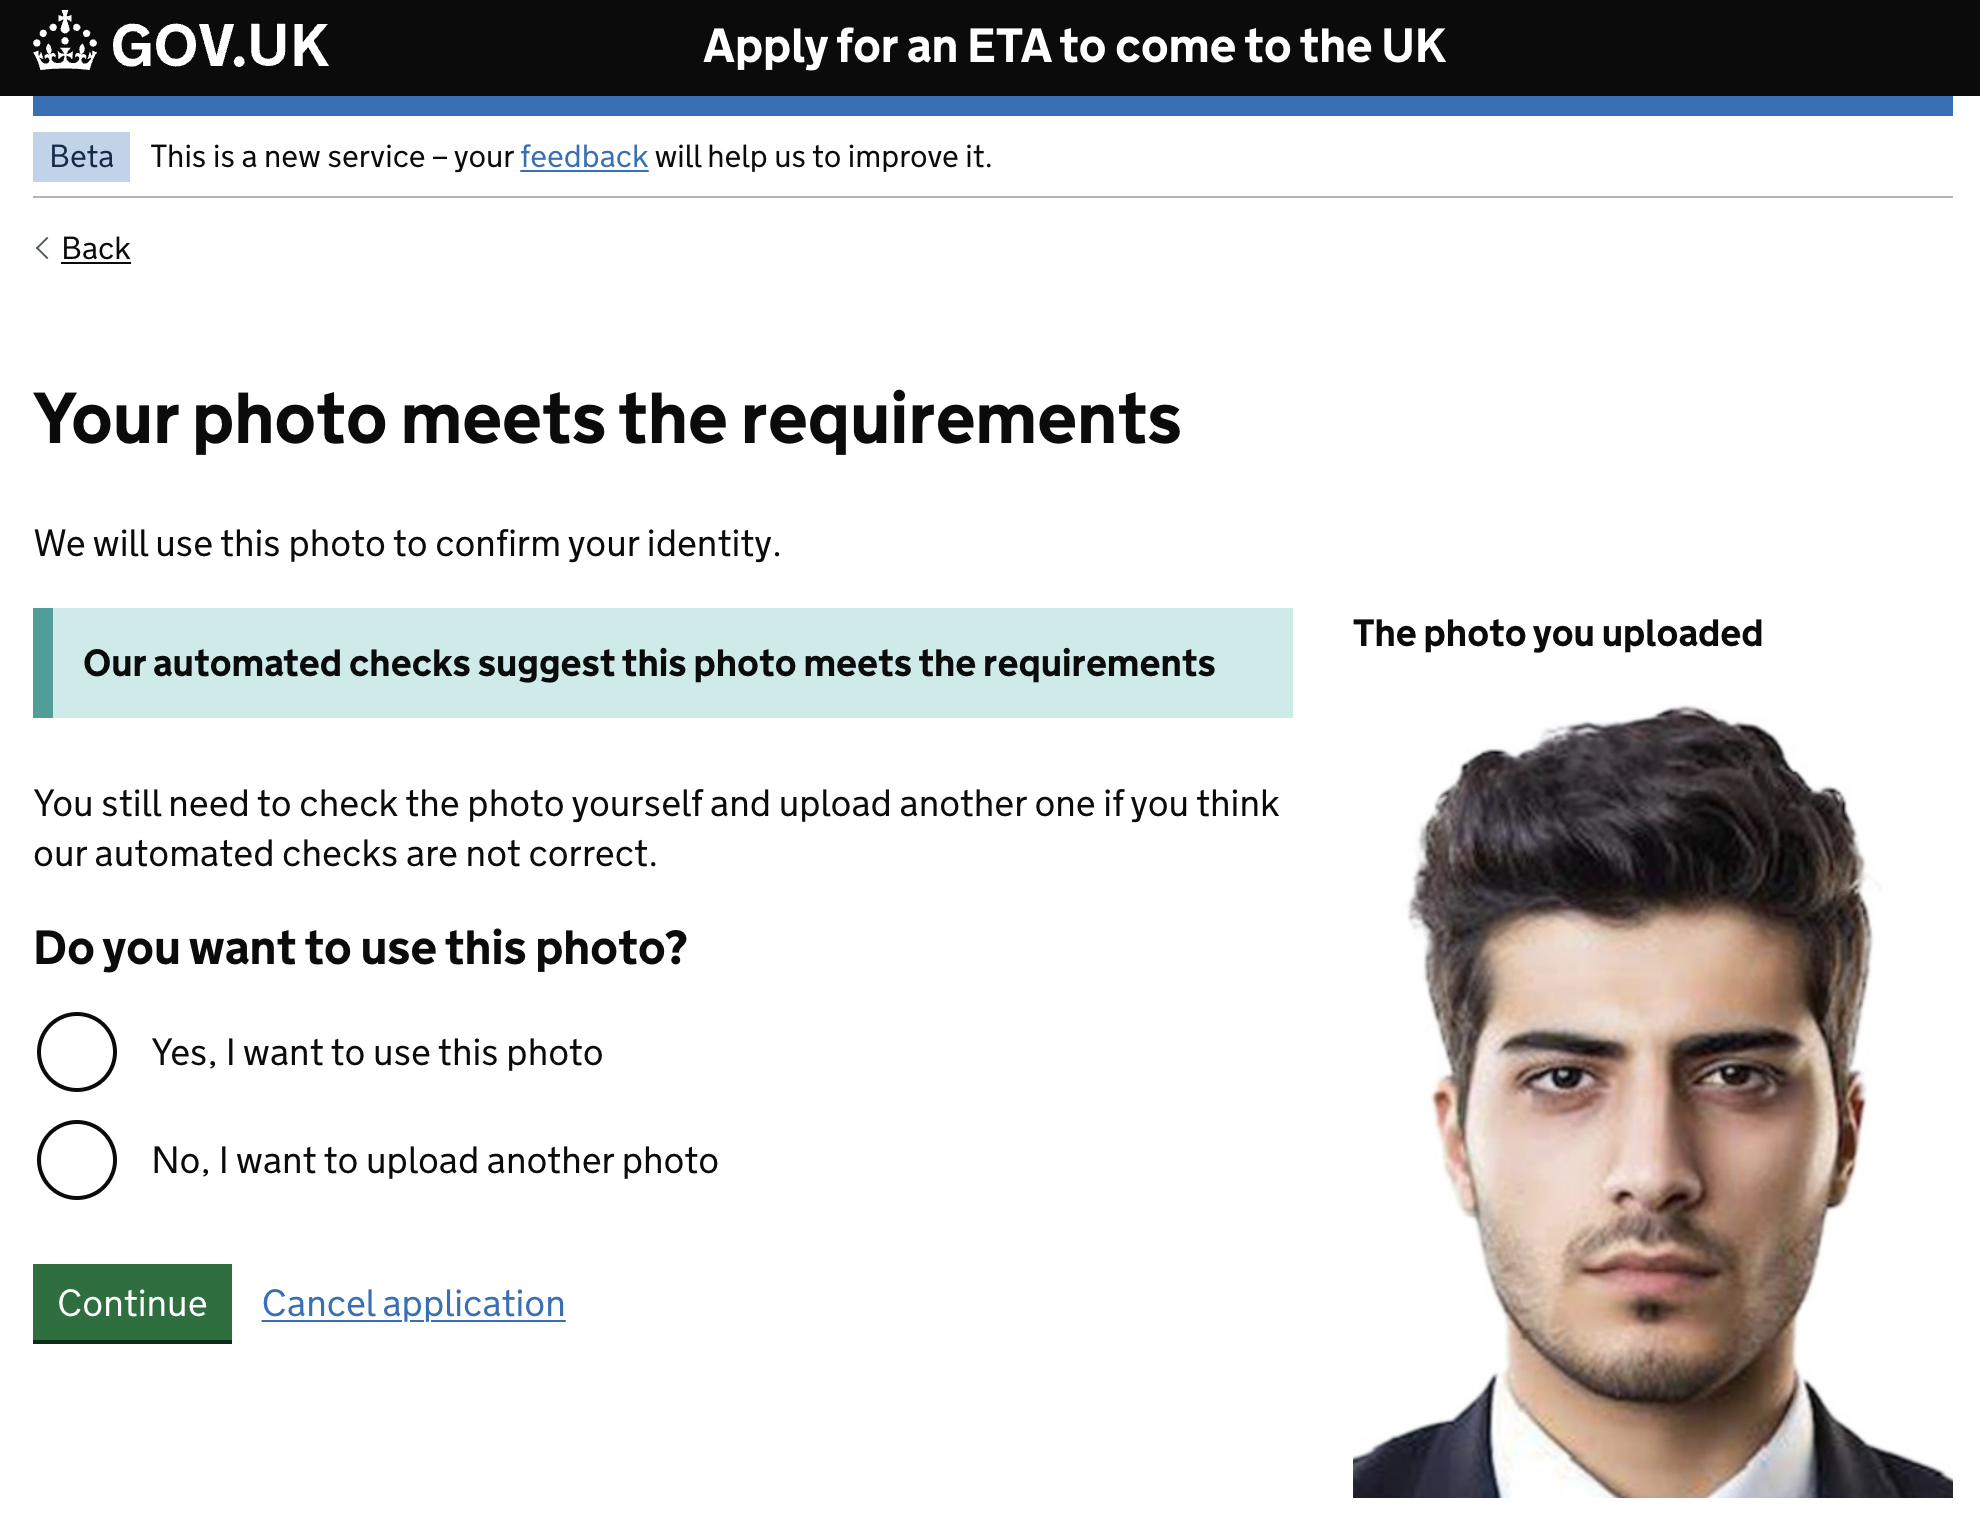 GOV.UK
Apply for an ETA to come to the UK
Beta
This is a new service – your feedback will help us to improve it.
Back
Your photo meets the requirements
We will use this photo to confirm your identity.
Our automated checks suggest this photo meets the requirements
The photo you uploaded
You still need to check the photo yourself and upload another one if you think
our automated checks are not correct.
Do you want to use this photo?
Yes, I want to use this photo
No, I want to upload another photo
Continue
Cancel application